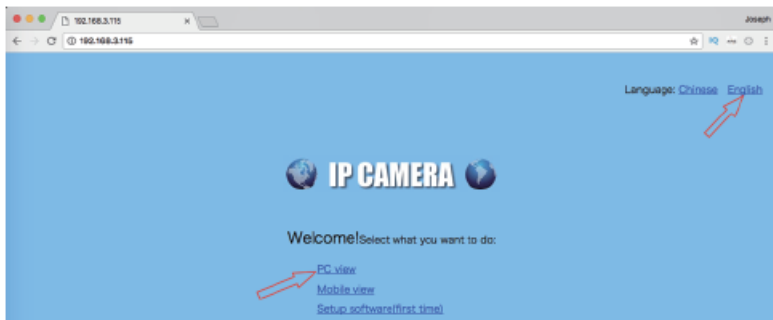 192.168.3.115
Joseph
192.168.3.115
Language: Chinese English
IP CAMERA
Welcome!Select what you want to do:
PC view
Mobile view
Setup software(first time)